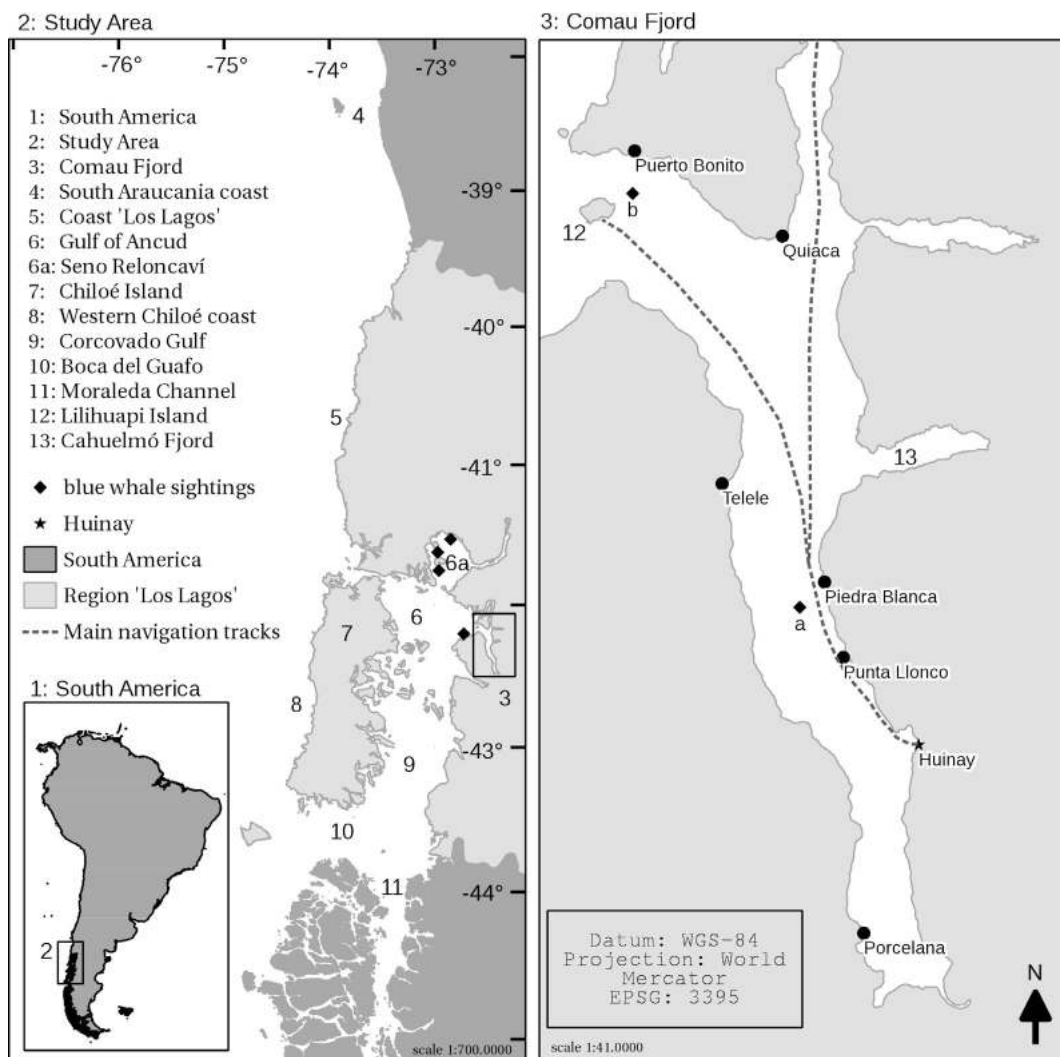 2: Study Area
-76° -75° -74° -73°
1: South America
2: Study Area
3: Comau Fjord
4: South Araucania coast
5: Coast 'Los Lagos'
6: Gulf of Ancud
6a: Seno Reloncaví
7: Chiloé Island
8: Western Chiloé coast
9: Corcovado Gulf
10: Boca del Guafo
11: Moraleda Channel
12: Lilihuapi Island
13: Cahuelmó Fjord
blue whale sightings
Huinay
South America
Region 'Los Lagos'
Main navigation tracks
1: South America
2
4
-39°
-40°
5
-41°
6a
6
7
3
8
-43°
9
10
11
-44°
scale 1:700.0000
3: Comau Fjord
Puerto Bonito
b
12
Quiaca
13
Telele
Piedra Blanca
a
Punta Llonco
Huinay
Porcelana
Datum: WGS-84
Projection: World
Mercator
EPSG: 3395
N
scale 1:41.0000